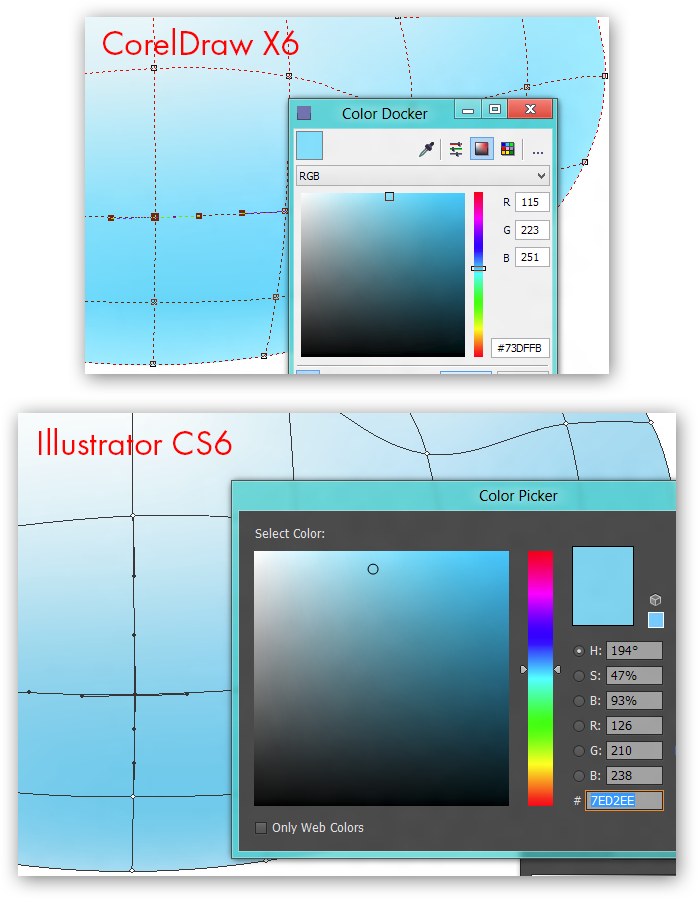 CorelDraw X6
Color Docker
...
RGB
R 115
G 223
B 251
#73DFFB
Illustrator CS6
Color Picker
Select Color:
H: 194°
S: 47%
B: 93%
R: 126
G: 210
B: 238
# 7ED2EE
Only Web Colors